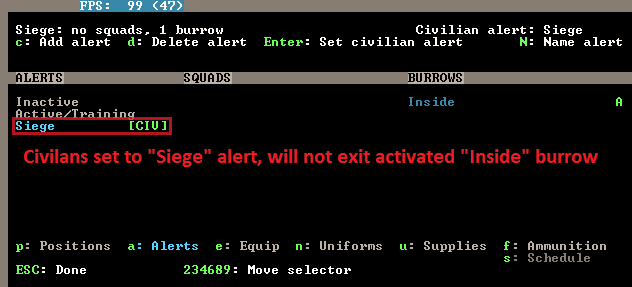 FPS: 99 (47)
Siege: no squads, 1 burrow Civilian alert: Siege
c: Add alert d: Delete alert Enter: Set civilian alert N: Name alert
ALERTS SQUADS BURROWS
Inactive Inside A
Active/Training
Siege [CIV]
Civilans set to "Siege" alert, will not exit activated "Inside" burrow
p: Positions a: Alerts e: Equip n: Uniforms u: Supplies f: Ammunition
s: Schedule
ESC: Done 234689: Move selector